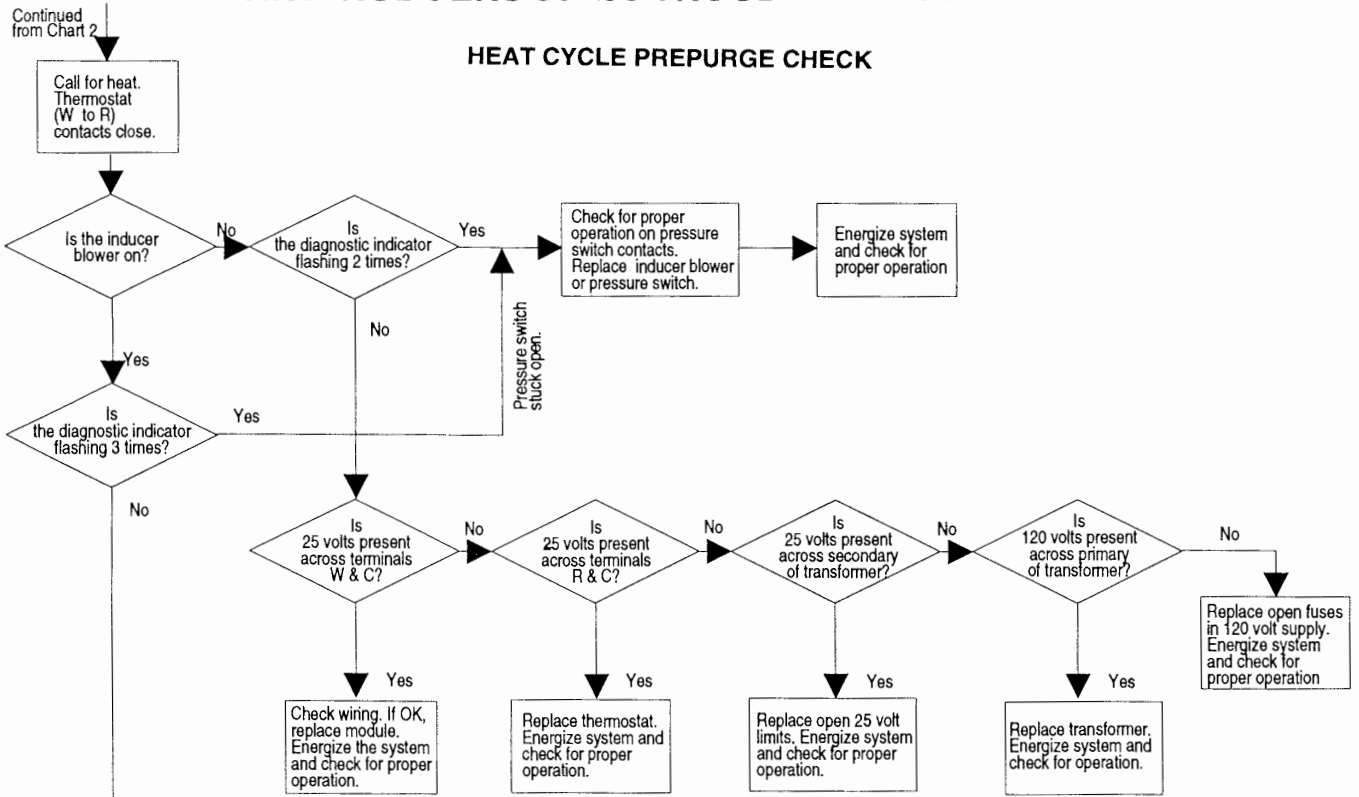 Continued
from Chart 2
HEAT CYCLE PREPURGE CHECK
Call for heat.
Thermostat
(W to R)
contacts close.
Is the inducer
blower on?
No
Is
the diagnostic indicator
flashing 2 times?
Yes
Check for proper
operation on pressure
switch contacts.
Replace inducer blower
or pressure switch.
Energize system
and check for
proper operation
No
Pressure switch
stuck open.
Yes
Is
the diagnostic indicator
flashing 3 times?
Yes
No
Is
25 volts present
across terminals
W & C?
No
Is
25 volts present
across terminals
R & C?
No
Is
25 volts present
across secondary
of transformer?
No
Is
120 volts present
across primary
of transformer?
No
Replace open fuses
in 120 volt supply.
Energize system
and check for
proper operation
Yes
Check wiring. If OK,
replace module.
Energize the system
and check for proper
operation.
Yes
Replace thermostat.
Energize system and
check for proper
operation.
Yes
Replace open 25 volt
limits. Energize system
and check for proper
operation.
Yes
Replace transformer.
Energize system and
check for operation.